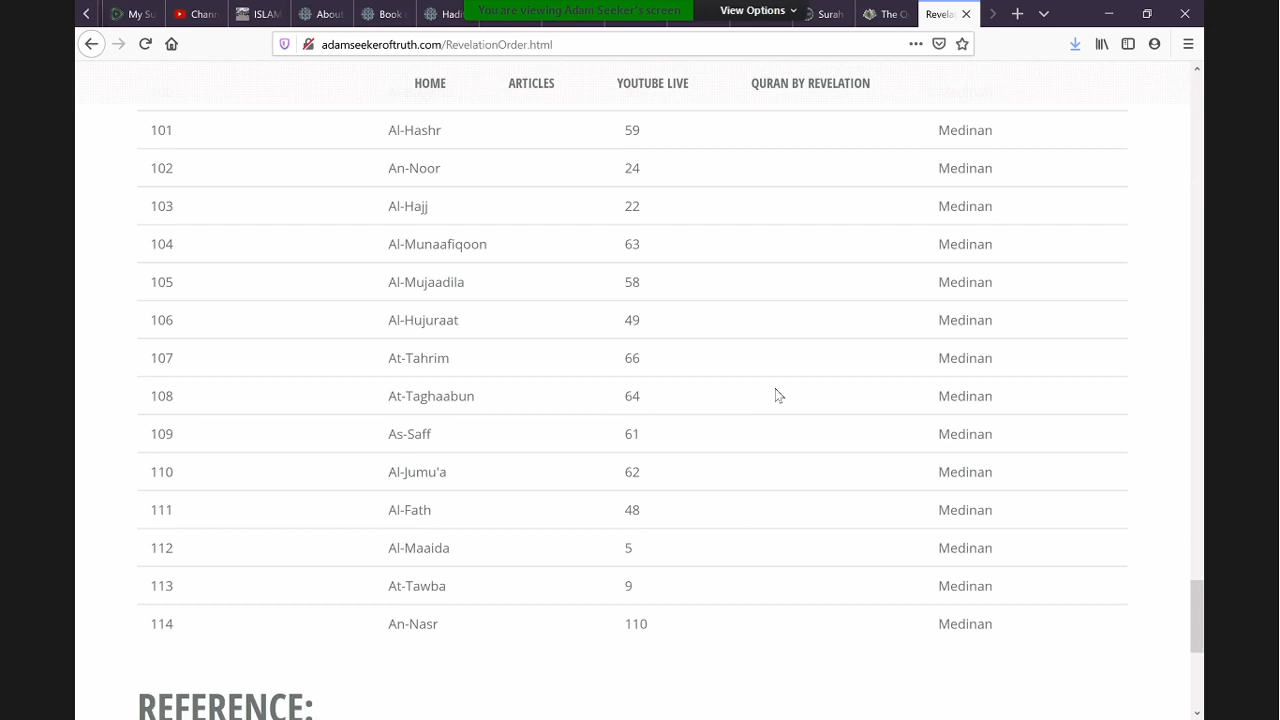 My Su
Chann
ISLAM
About
Booke
Hadi
You are viewing Adam Seeker's screen
View Options
Surah
The Q
Revela
adamseekeroftruth.com/RevelationOrder.html
HOME ARTICLES YOUTUBE LIVE QURAN BY REVELATION
101 Al-Hashr 59 Medinan
102 An-Noor 24 Medinan
103 Al-Hajj 22 Medinan
104 Al-Munaafiqoon 63 Medinan
105 Al-Mujaadila 58 Medinan
106 Al-Hujuraat 49 Medinan
107 At-Tahrim 66 Medinan
108 At-Taghaabun 64 Medinan
109 As-Saff 61 Medinan
110 Al-Jumu'a 62 Medinan
111 Al-Fath 48 Medinan
112 Al-Maaida 5 Medinan
113 At-Tawba 9 Medinan
114 An-Nasr 110 Medinan
REFERENCE: